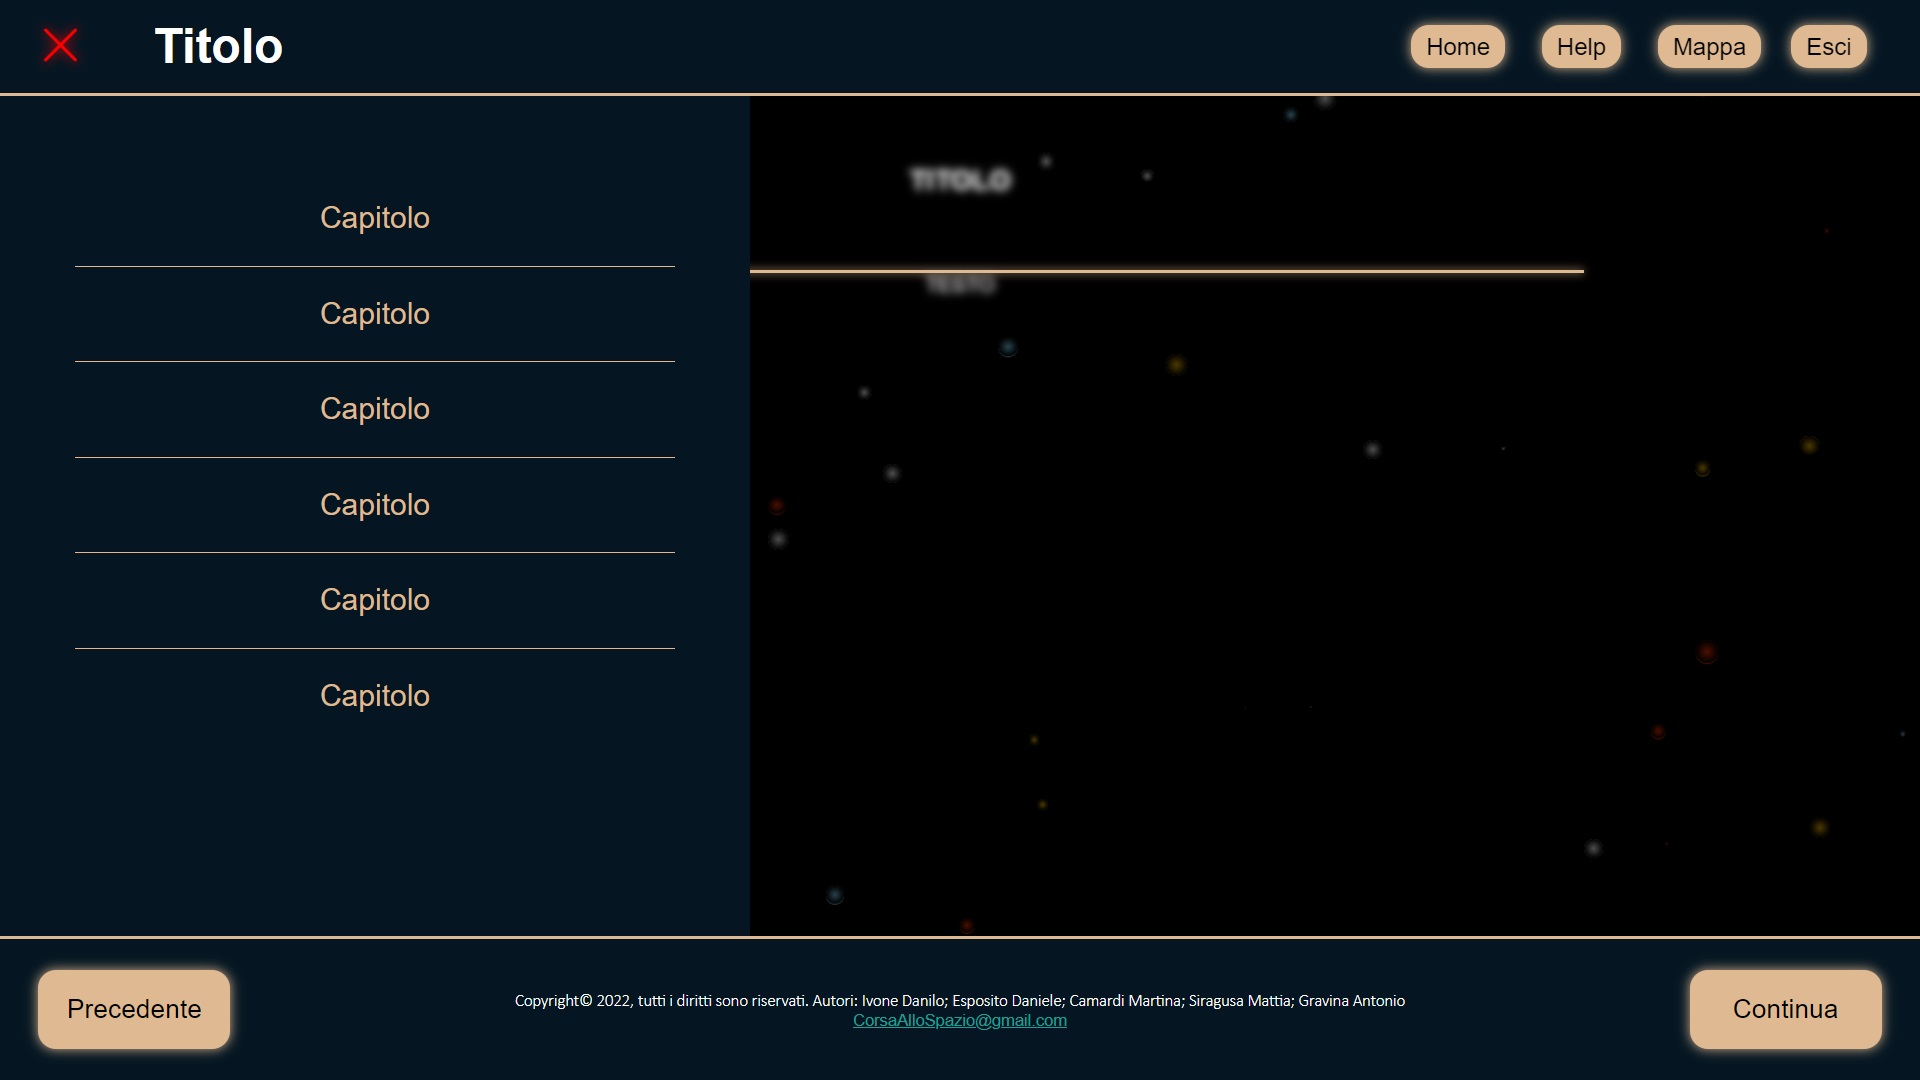 Titolo
Home
Help
Mappa
Esci
Capitolo
Capitolo
Capitolo
Capitolo
Capitolo
Capitolo
TITOLO
TESTO
Precedente
Copyright© 2022, tutti i diritti sono riservati. Autori: Ivone Danilo; Esposito Daniele; Camardi Martina; Siragusa Mattia; Gravina Antonio
CorsaAlloSpazio@gmail.com
Continua